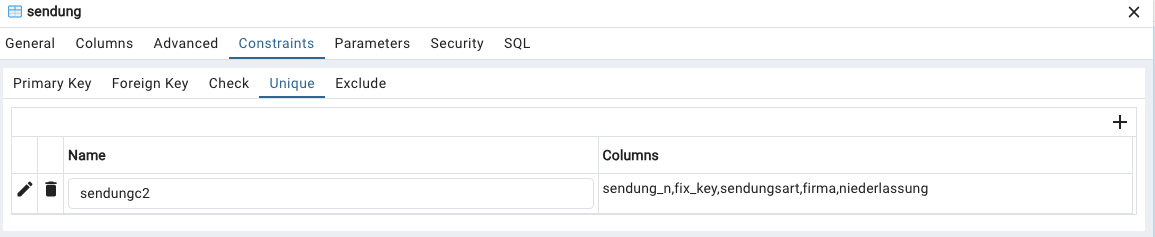 sendung
General Columns Advanced Constraints Parameters Security SQL
Primary Key Foreign Key Check Unique Exclude
Name Columns
sendungc2 sendung_n,fix_key,sendungsart,firma,niederlassung